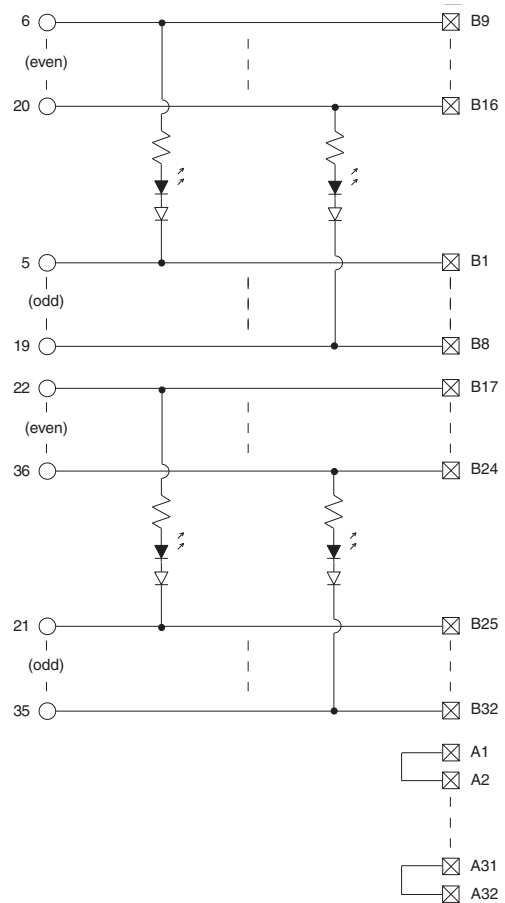 6 B9
(even)
20 B16
5 B1
(odd)
19 B8
22 B17
(even)
36 B24
21 B25
(odd)
35 B32
A1
A2
A31
A32